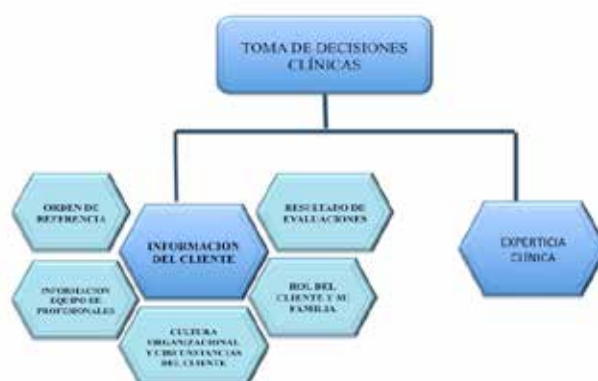 TOMA DE DECISIONES
CLÍNICAS
ORDEN DE
REFERENCIA
RESULTADO DE
EVALUACIONES
INFORMACION
DEL CLIENTE
EXPERTICIA
CLÍNICA
INFORMACION
EQUIPO DE
PROFESIONALES
ROL DEL
CLIENTE Y SU
FAMILIA
CULTURA
ORGANIZACIONAL
Y CIRCUNSTANCIAS
DEL CLIENTE